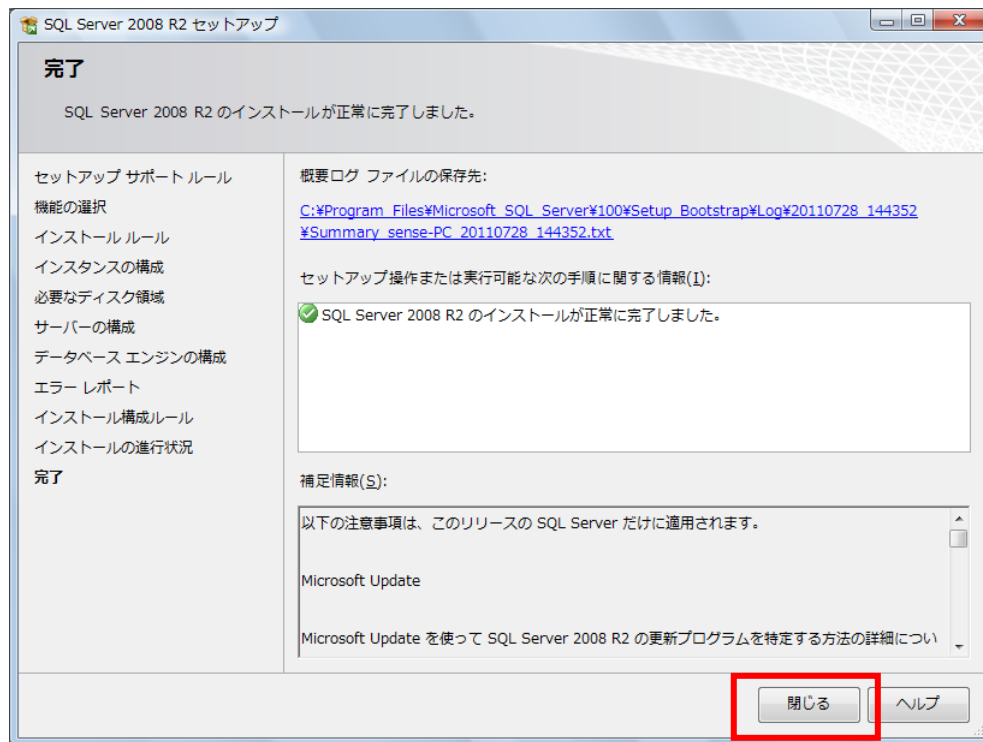 SQL Server 2008 R2 セットアップ
完了
SQL Server 2008 R2 のインストールが正常に完了しました。
セットアップ サポート ルール
機能の選択
インストール ルール
インスタンスの構成
必要なディスク領域
サーバーの構成
データベース エンジンの構成
エラー レポート
インストール構成ルール
インストールの進行状況
完了
概要ログ ファイルの保存先:
C:¥Program Files¥Microsoft SQL Server¥100¥Setup Bootstrap¥Log¥20110728_144352
¥Summary_sense-PC_20110728_144352.txt
セットアップ操作または実行可能な次の手順に関する情報(I):
SQL Server 2008 R2 のインストールが正常に完了しました。
補足情報(S):
以下の注意事項は、このリリースの SQL Server だけに適用されます。
Microsoft Update
Microsoft Update を使って SQL Server 2008 R2 の更新プログラムを特定する方法の詳細につい
閉じる
ヘルプ